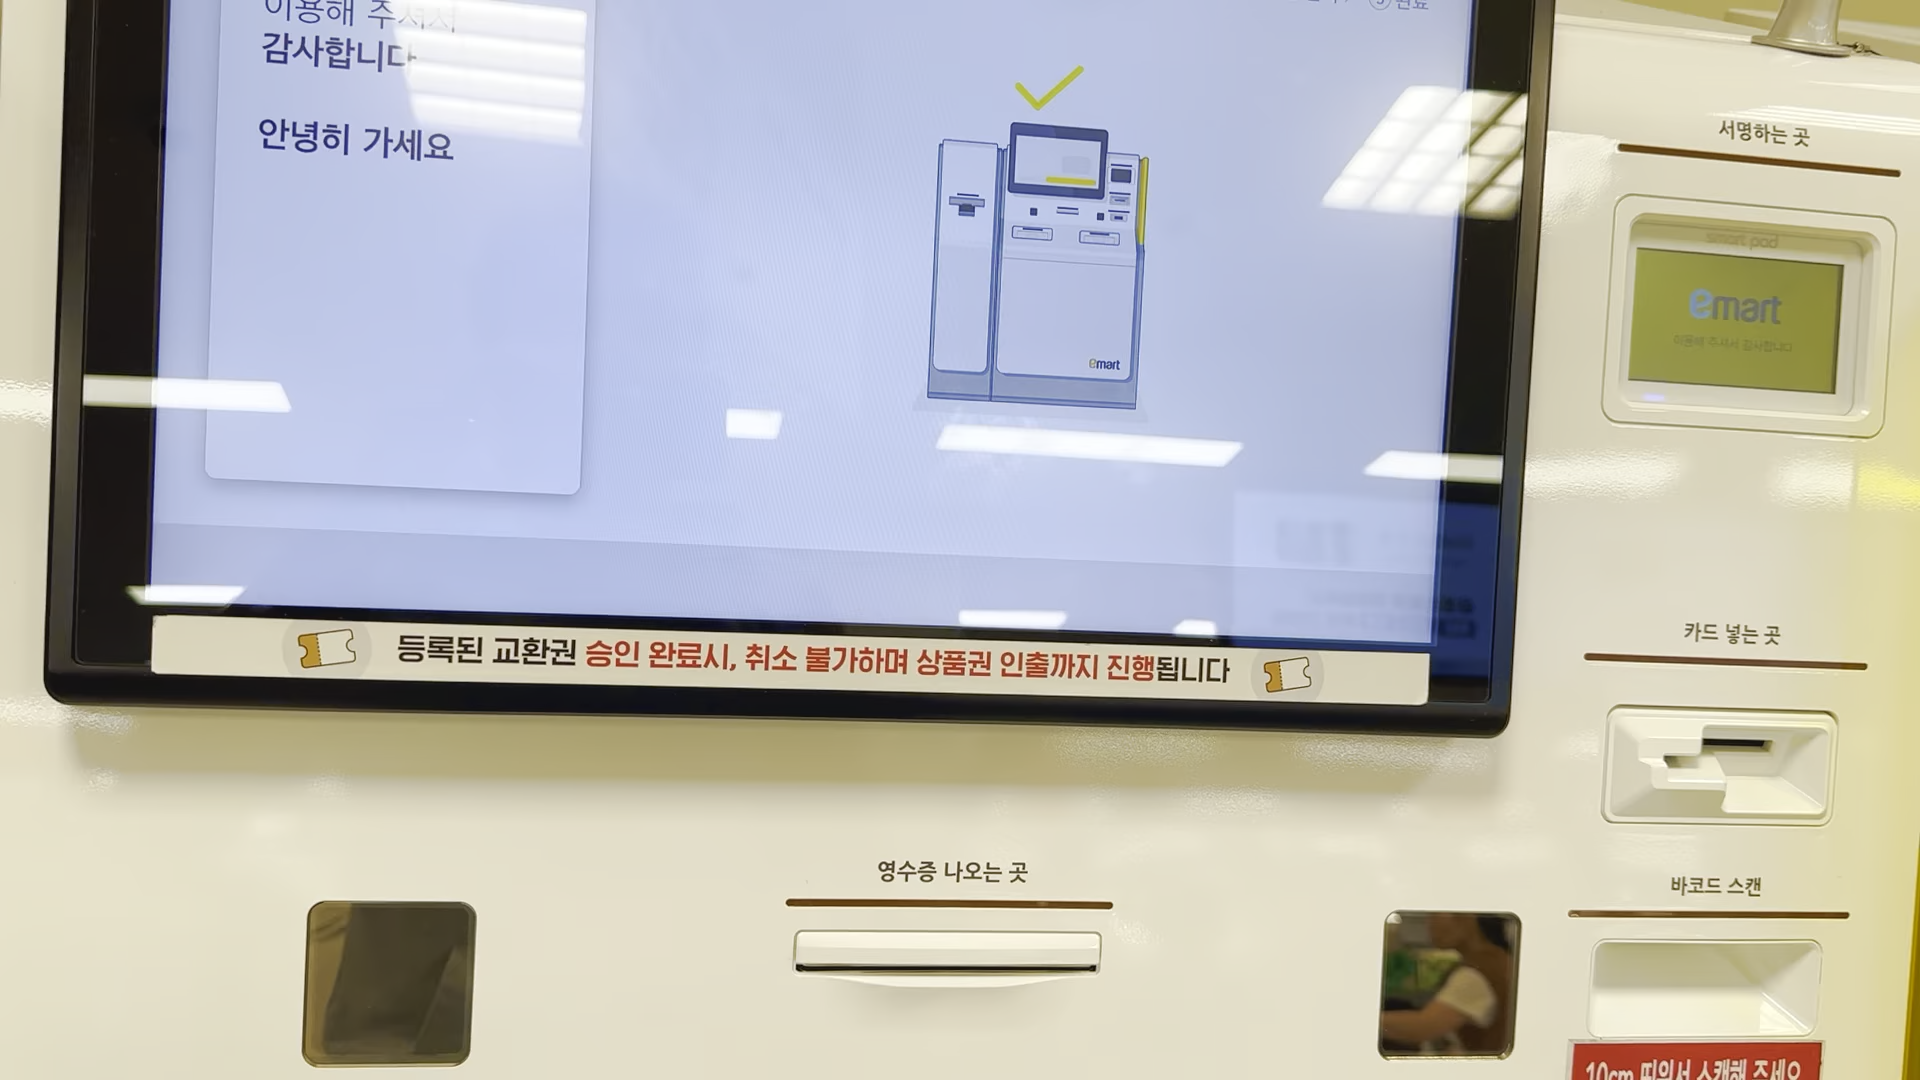 이용해 주셔서
감사합니다
안녕히 가세요
완료
emart
등록된 교환권 승인 완료시, 취소 불가하며 상품권 인출까지 진행됩니다
서명하는 곳
smart pad
emart
이용해 주셔서 감사합니다
카드 넣는 곳
영수증 나오는 곳
바코드 스캔
10cm 띄워서 스캔해 주세요